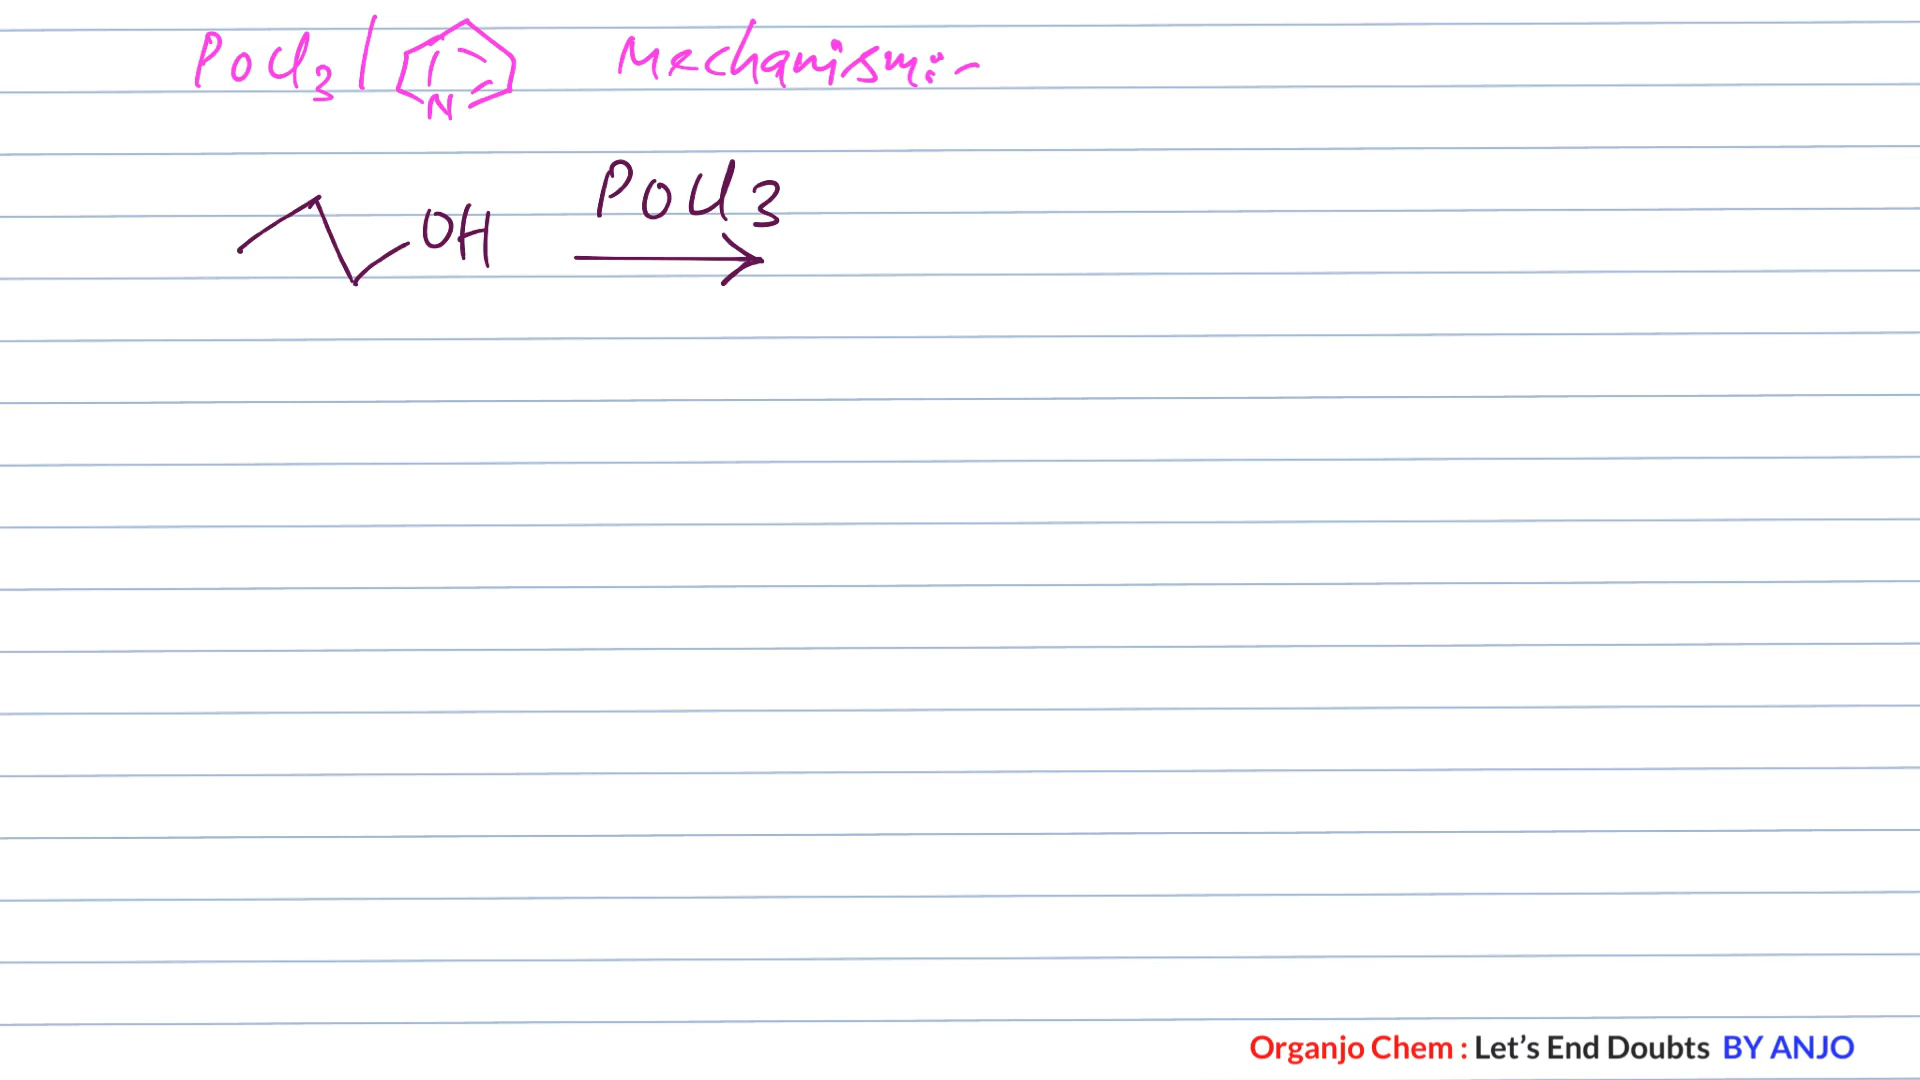 POCl3 / N Mechanism:-
POCl3
OH
Organjo Chem : Let's End Doubts BY ANJO